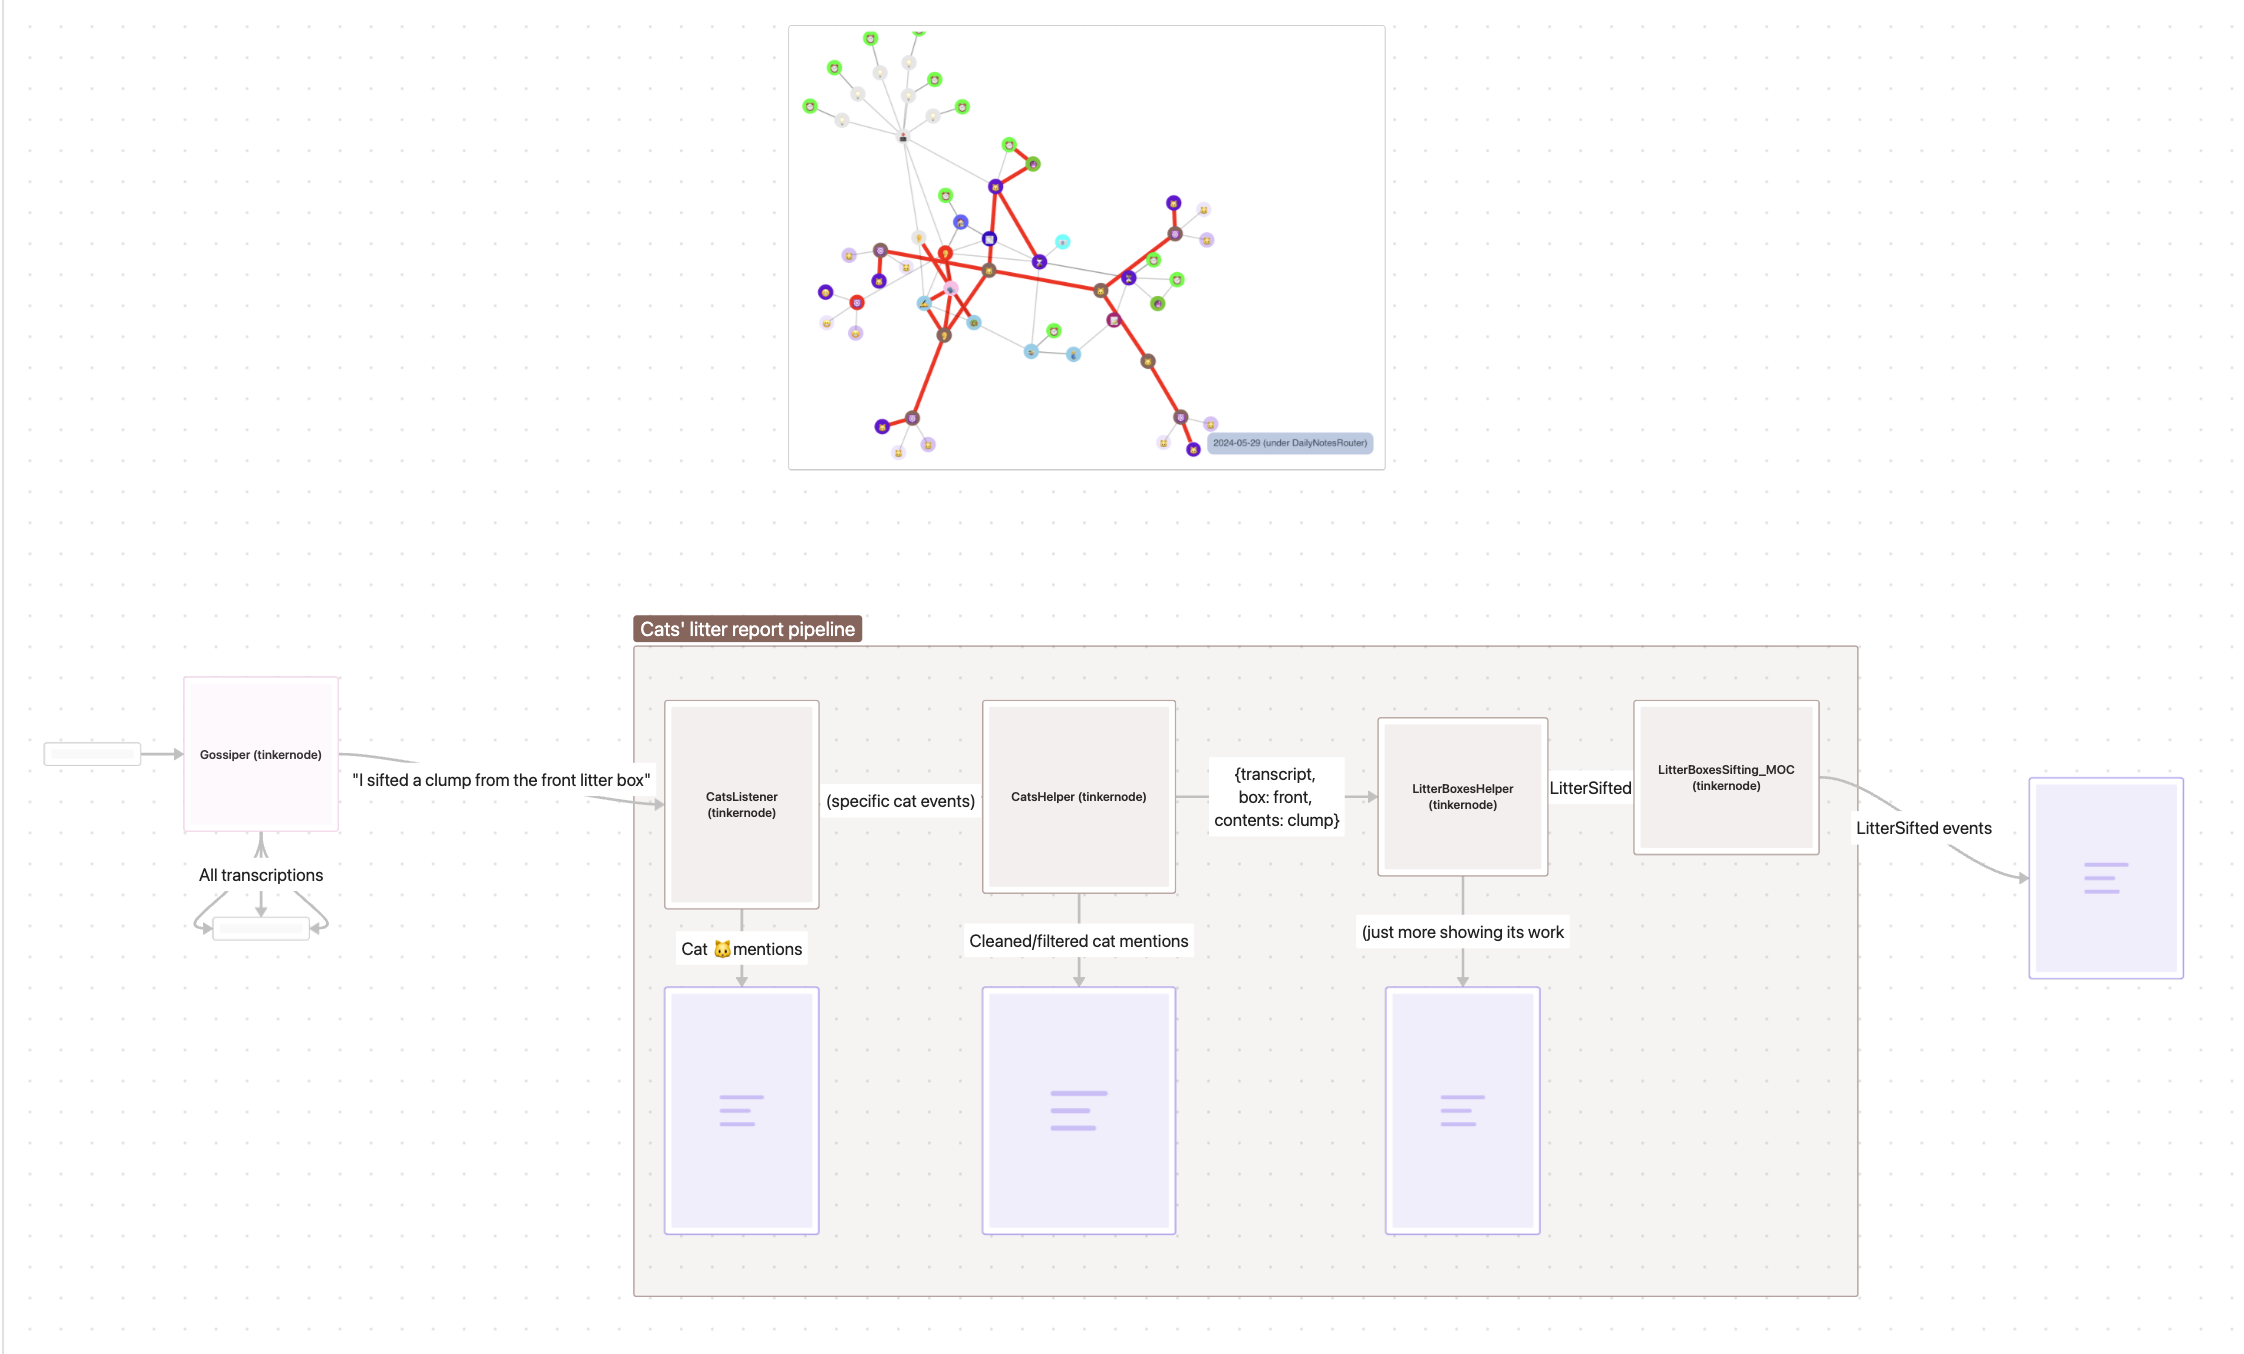 2024-05-29 (under DailyNotesRouter)
Cats' litter report pipeline
Gossiper (tinkernode)
"I sifted a clump from the front litter box"
All transcriptions
CatsListener
(tinkernode)
(specific cat events)
CatsHelper (tinkernode)
{transcript,
box: front,
contents: clump}
LitterBoxesHelper
(tinkernode)
LitterSifted
LitterBoxesSifting_MOC
(tinkernode)
LitterSifted events
Cat 🐱mentions
Cleaned/filtered cat mentions
(just more showing its work